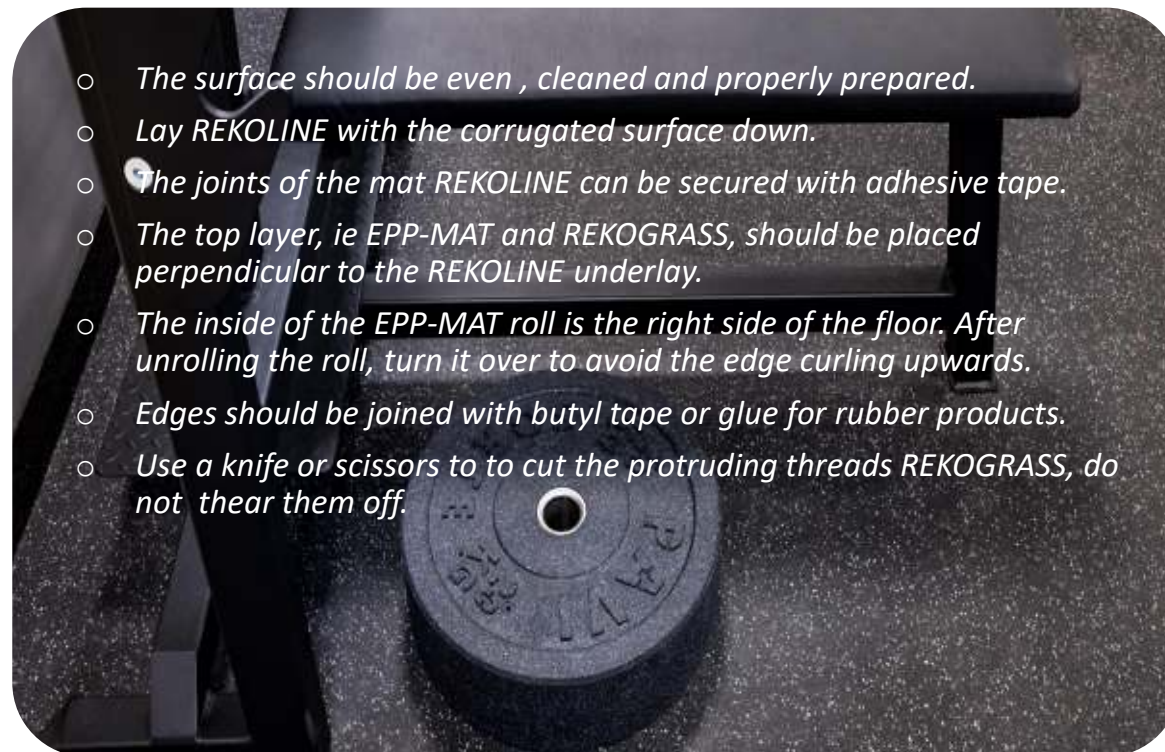 o The surface should be even , cleaned and properly prepared.
o Lay REKOLINE with the corrugated surface down.
o The joints of the mat REKOLINE can be secured with adhesive tape.
o The top layer, ie EPP-MAT and REKOGRASS, should be placed
perpendicular to the REKOLINE underlay.
o The inside of the EPP-MAT roll is the right side of the floor. After
unrolling the roll, turn it over to avoid the edge curling upwards.
o Edges should be joined with butyl tape or glue for rubber products.
o Use a knife or scissors to to cut the protruding threads REKOGRASS, do
not thear them off.